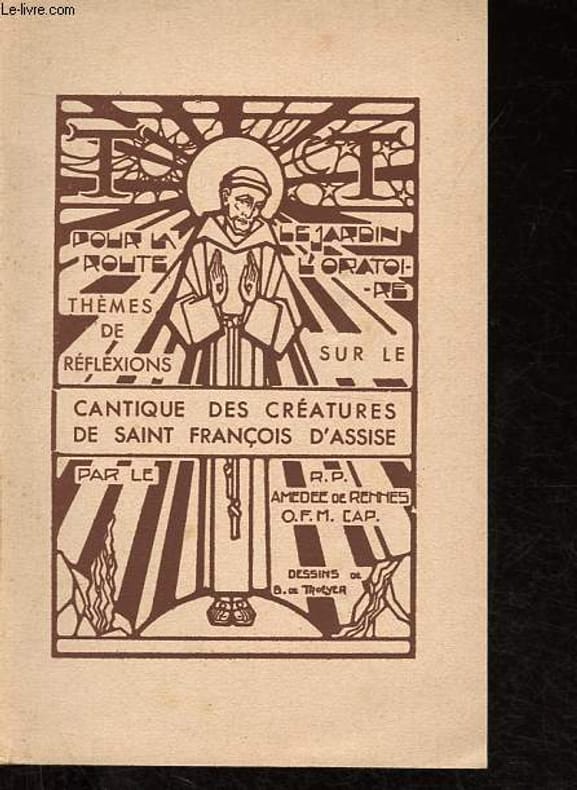 Le-livre.com
POUR LA ROUTE
LE JARDIN
L'ORATOI-
-RE
THÈMES
DE
RÉFLEXIONS SUR LE
CANTIQUE DES CRÉATURES
DE SAINT FRANÇOIS D'ASSISE
PAR LE R.P.
AMEDEE DE RENNES
O.F.M. CAP.
DESSINS DE
B. DE TROEYER